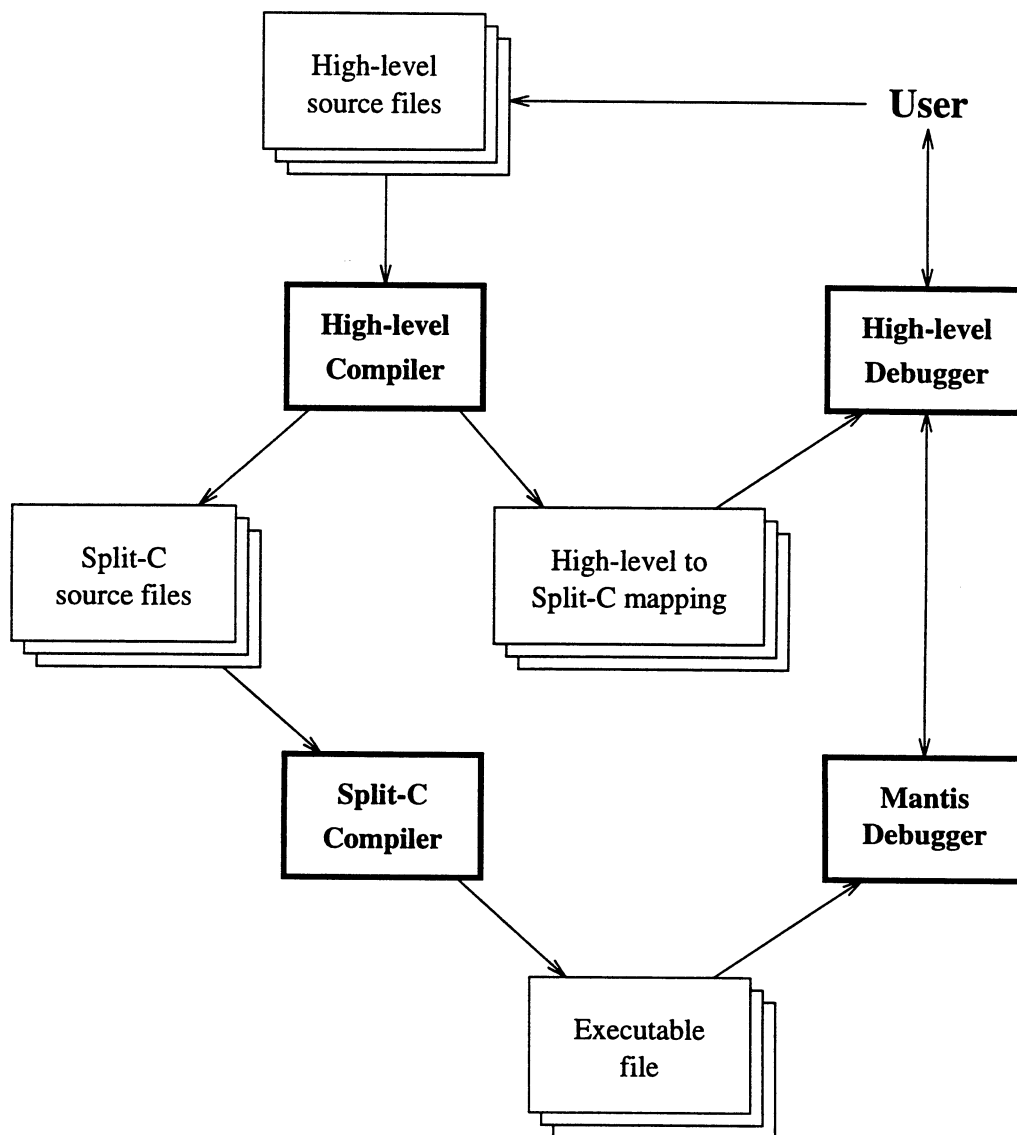 High-level
source files
User
High-level
Compiler
High-level
Debugger
Split-C
source files
High-level to
Split-C mapping
Split-C
Compiler
Mantis
Debugger
Executable
file